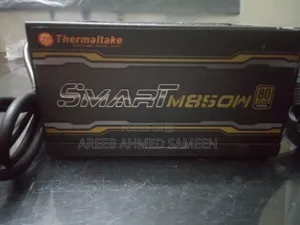 Thermaltake
SMART M850W
80
AREEB AHMED SAMEEN